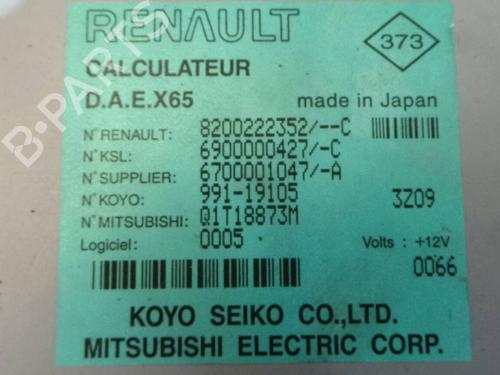 RENAULT
373
CALCULATEUR
D.A.E.X65
made in Japan
N° RENAULT: 8200222352/--C
N° KSL: 6900000427/-C
N° SUPPLIER: 6700001047/-A
N° KOYO: 991-19105
3Z09
N° MITSUBISHI: Q1T18873M
Logiciel: 0005
Volts : +12V
0066
KOYO SEIKO CO.,LTD.
MITSUBISHI ELECTRIC CORP.
B-PARTS